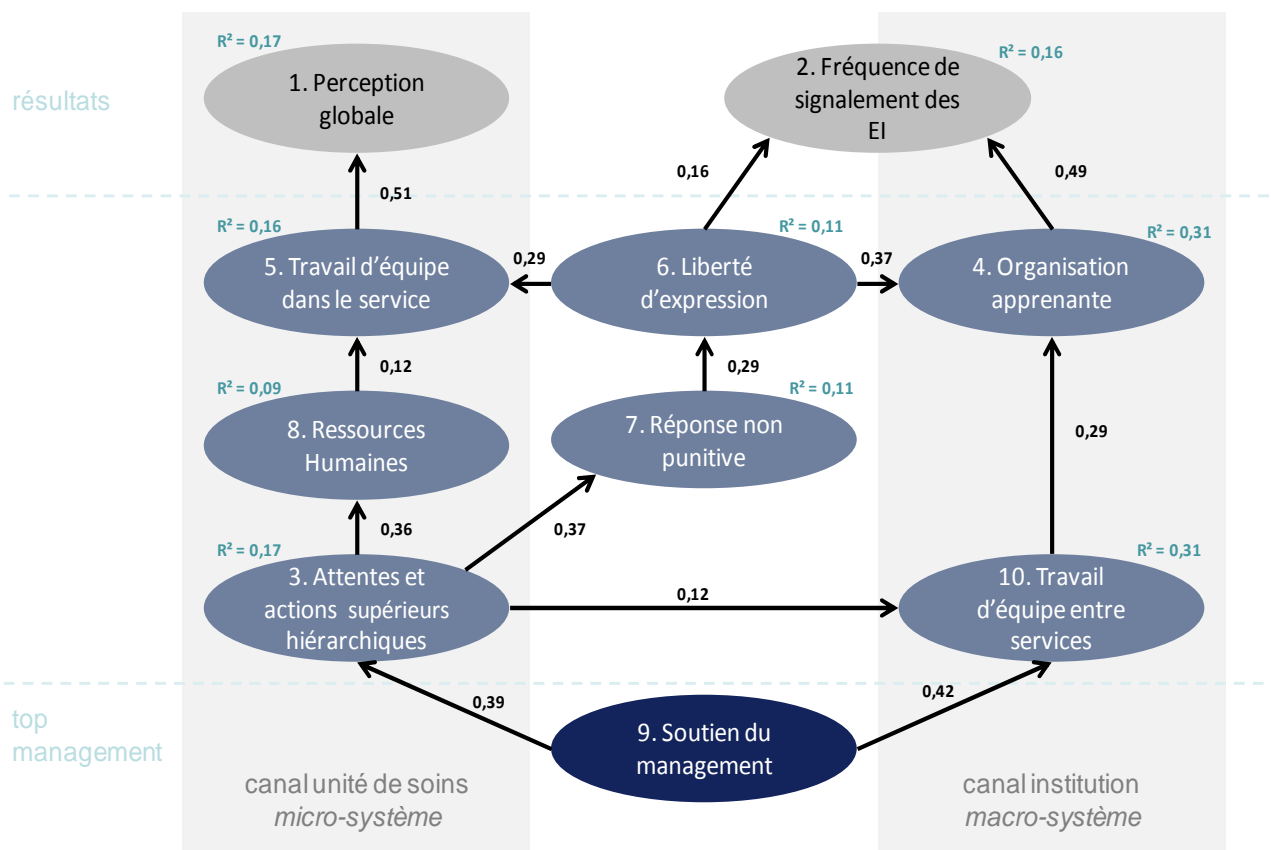 R² = 0,17
1. Perception
globale
2. Fréquence de
signalement des
EI
R² = 0,16
résultats
0,51
0,16
0,49
R² = 0,16
5. Travail d'équipe
dans le service
0,29
R² = 0,11
6. Liberté
d'expression
0,37
R² = 0,31
4. Organisation
apprenante
0,12
0,29
R² = 0,09
8. Ressources
Humaines
R² = 0,11
7. Réponse non
punitive
0,29
0,36
0,37
R² = 0,17
3. Attentes et
actions supérieurs
hiérarchiques
0,12
R² = 0,31
10. Travail
d'équipe entre
services
0,39
0,42
top
management
9. Soutien du
management
canal unité de soins
micro-système
canal institution
macro-système